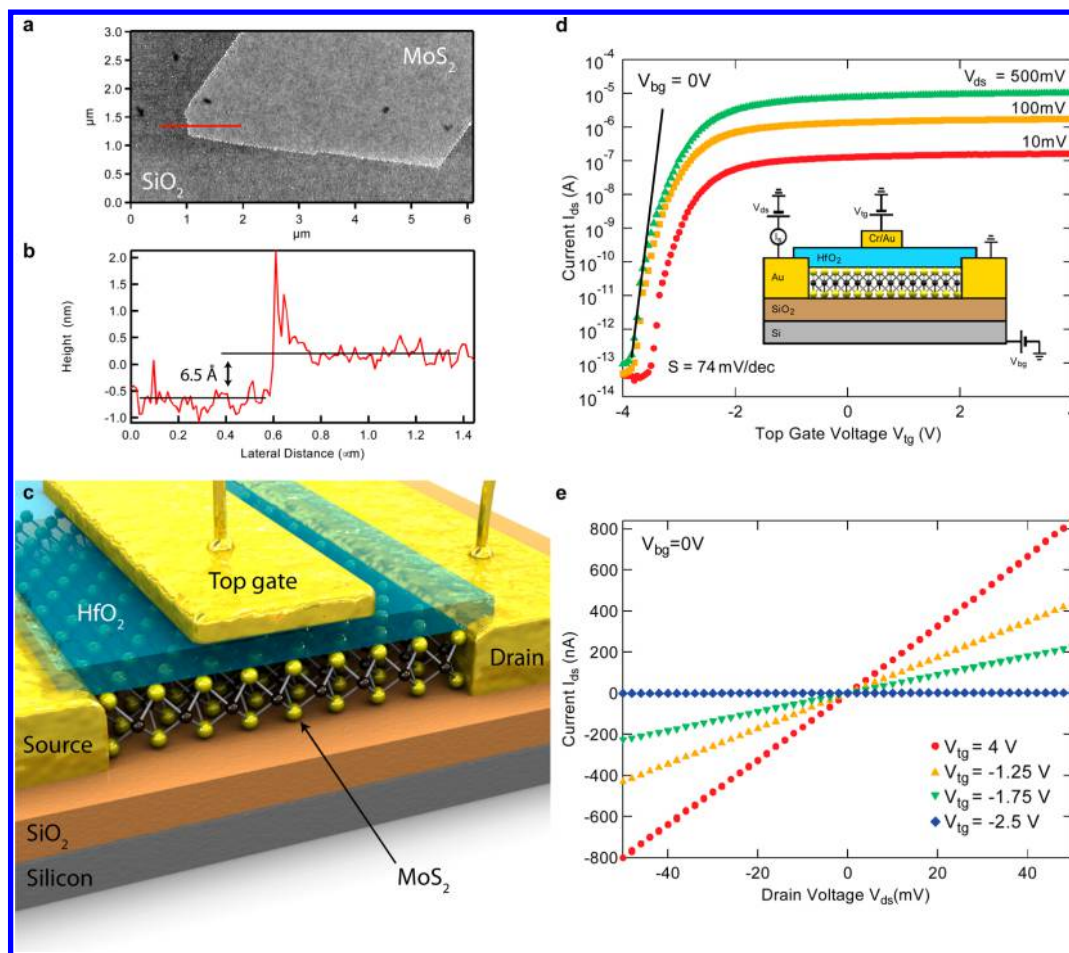 a
3.0
2.5
2.0
1.5
1.0
0.5
0.0
µm
MoS2
SiO2
0 1 2 3 4 5 6
µm
b
2.0
1.5
1.0
0.5
0.0
-0.5
-1.0
Height (nm)
6.5 Å
0.0 0.2 0.4 0.6 0.8 1.0 1.2 1.4
Lateral Distance (∝m)
c
Top gate
HfO2
Drain
Source
SiO2
Silicon
MoS2
d
10-4
10-5
10-6
10-7
10-8
10-9
10-10
10-11
10-12
10-13
10-14
Current Ids (A)
Vbg = 0V
Vds = 500mV
100mV
10mV
Vds
Vtg
Cr/Au
HfO2
Au
SiO2
Si
Vbg
S = 74 mV/dec
-4 -2 0 2 4
Top Gate Voltage Vtg (V)
e
800
600
400
200
0
-200
-400
-600
-800
Current Ids (nA)
Vbg=0V
Vtg = 4 V
Vtg = -1.25 V
Vtg = -1.75 V
Vtg = -2.5 V
-40 -20 0 20 40
Drain Voltage Vds(mV)